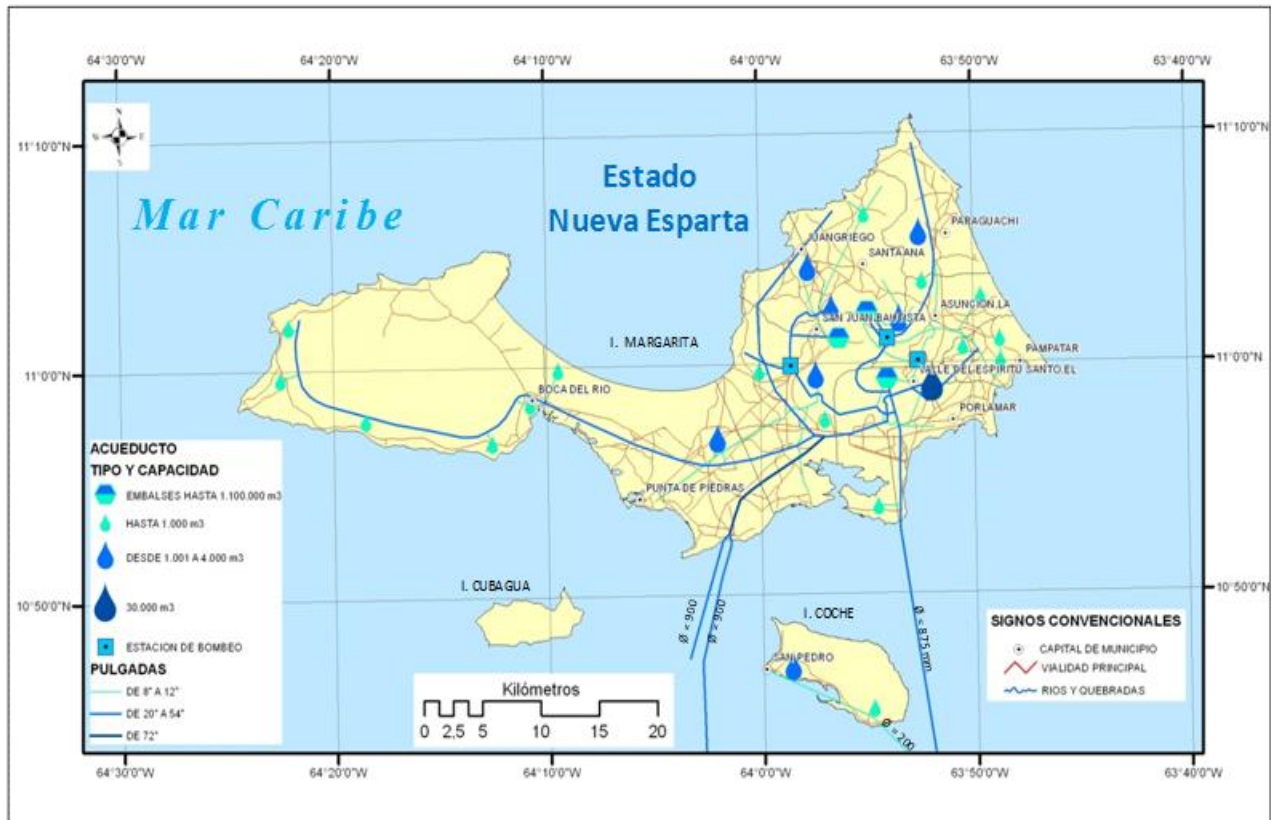 64°30'0"W 64°20'0"W 64°10'0"W 64°0'0"W 63°50'0"W 63°40'0"W
N
W E
S
11°10'0"N 11°10'0"N
Mar Caribe
Estado
Nueva Esparta
PARAGUACHI
JUANGRIEGO
SANTA ANA
ASUNCION, LA
SAN JUAN BAUTISTA
I. MARGARITA
PAMPATAR
11°0'0"N 11°0'0"N
VALLE DEL ESPIRITU SANTO, EL
BOCA DEL RIO
PORLAMAR
PUNTA DE PIEDRAS
ACUEDUCTO
TIPO Y CAPACIDAD
EMBALSES HASTA 1.100.000 m3
HASTA 1.000 m3
DESDE 1.001 A 4.000 m3
30.000 m3
ESTACION DE BOMBEO
PULGADAS
DE 8" A 12"
DE 20" A 54"
DE 72"
10°50'0"N 10°50'0"N
I. CUBAGUA
I. COCHE
SAN PEDRO
Ø = 900
Ø = 900
Ø = 875 mm
Ø = 200
Kilómetros
0 2,5 5 10 15 20
SIGNOS CONVENCIONALES
CAPITAL DE MUNICIPIO
VIALIDAD PRINCIPAL
RIOS Y QUEBRADAS
64°30'0"W 64°20'0"W 64°10'0"W 64°0'0"W 63°50'0"W 63°40'0"W